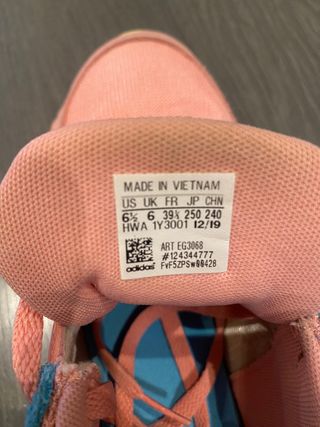 MADE IN VIETNAM
US UK FR JP CHN
6½ 6 39⅓ 250 240
HWA 1Y3001 12/19
ART EG3068
#124344777
adidas FvF5ZPSw00428